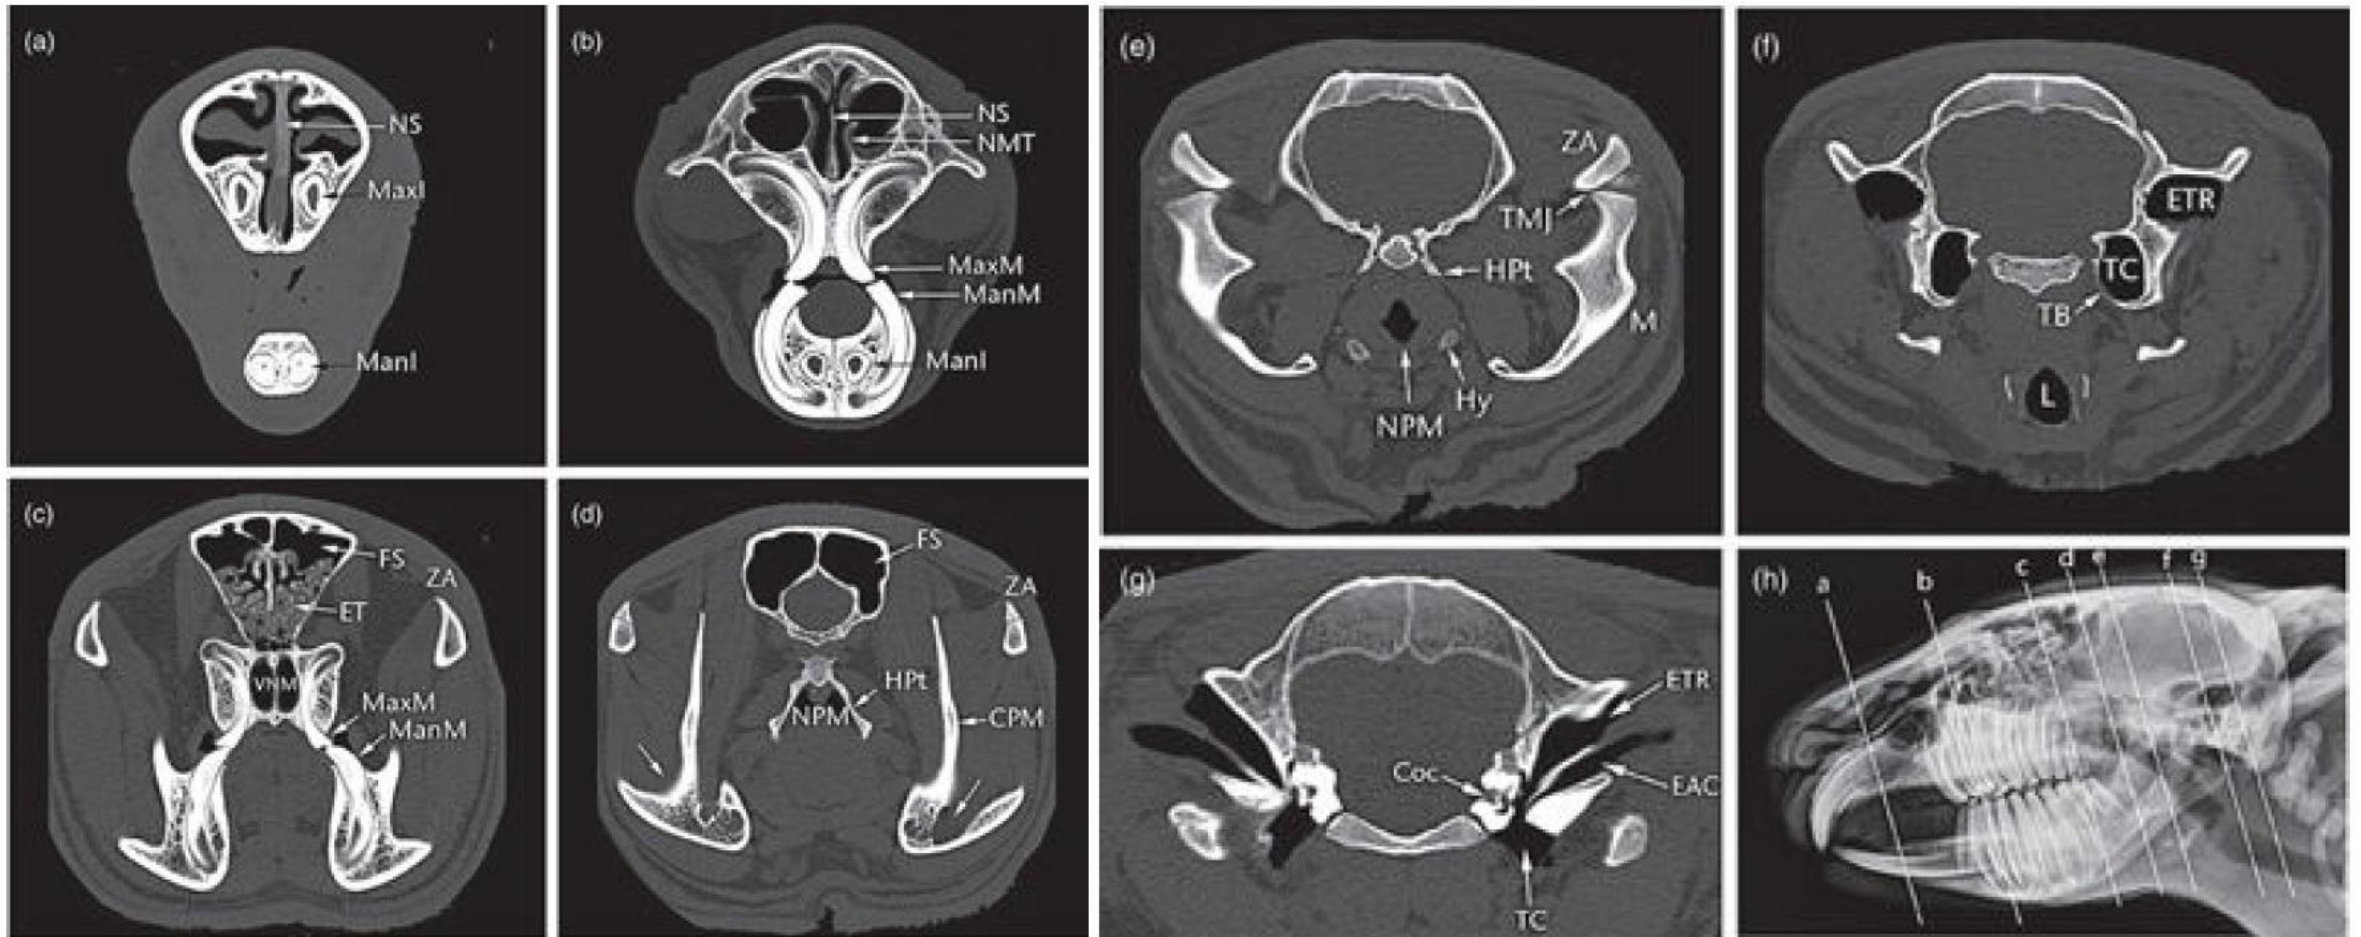 (a)
NS
MaxI
ManI
(b)
NS
NMT
MaxM
ManM
ManI
(c)
FS
ZA
ET
VNM
MaxM
ManM
(d)
FS
ZA
HPt
NPM
CPM
(e)
ZA
TMJ
HPt
M
Hy
NPM
(f)
ETR
TC
TB
L
(g)
ETR
Coc
EAC
TC
(h)
a b c d e f g